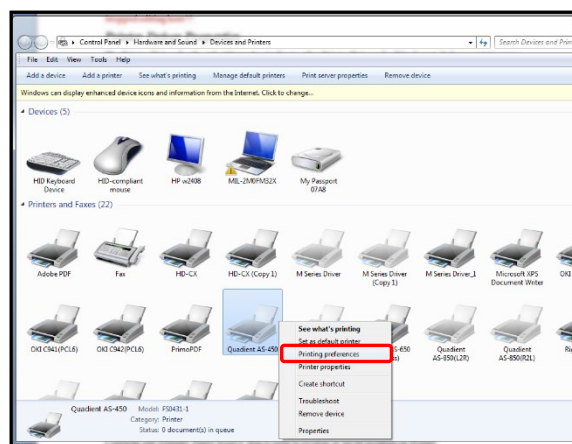 Control Panel ▸ Hardware and Sound ▸ Devices and Printers
Search Devices and Prin
File Edit View Tools Help
Add a device Add a printer See what's printing Manage default printers Print server properties Remove device
Windows can display enhanced device icons and information from the Internet. Click to change...
Devices (5)
HID Keyboard Device
HID-compliant mouse
HP w2408
MIL-2M0FM32X
My Passport 07A8
Printers and Faxes (22)
Adobe PDF
Fax
HD-CX
HD-CX (Copy 1)
M Series Driver
M Series Driver (Copy 1)
M Series Driver_1
Microsoft XPS Document Writer
OKI
OKI C941(PCL6)
OKI C942(PCL6)
PrimoPDF
Quadient AS-450
Quadient AS-850(L2R)
Quadient AS-850(R2L)
See what's printing
Set as default printer
Printing preferences
Printer properties
Create shortcut
Troubleshoot
Remove device
Properties
Quadient AS-450 Model: FS0431-1
Category: Printer
Status: 0 document(s) in queue